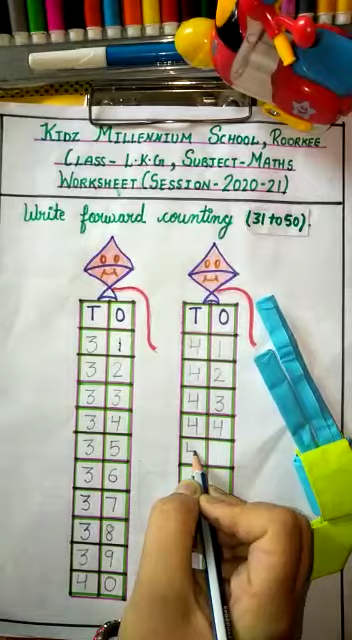 KIDZ MILLENNIUM SCHOOL, ROORKEE
CLASS- L.K.G, SUBJECT-MATHS
WORKSHEET (SESSION-2020-21)
Write forward counting (31 to 50).
T O
3 1
3 2
3 3
3 4
3 5
3 6
3 7
3 8
3 9
4 0
T O
4 1
4 2
4 3
4 4
4